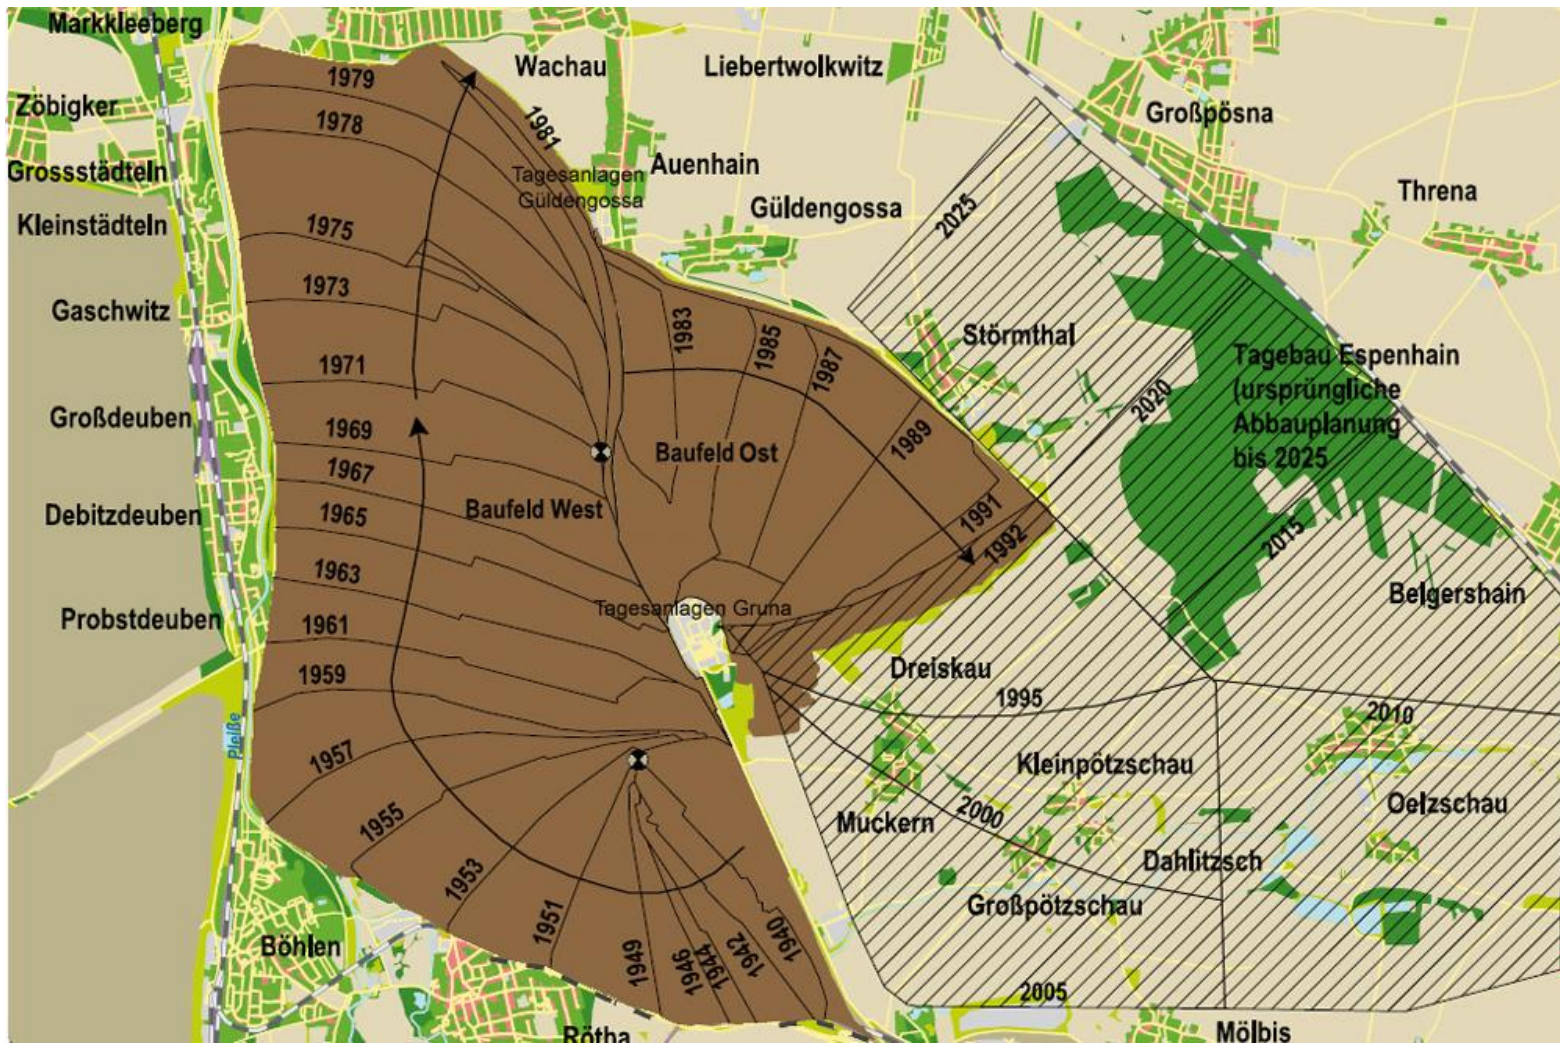 Markkleeberg
Wachau
Liebertwolkwitz
Zöbigker
Großpösna
1979
1978
1981
Grossstädteln
Tagesanlagen
Güldengossa
Auenhain
Güldengossa
Threna
Kleinstädteln
1975
2025
1973
Gaschwitz
1983
1985
1987
Störmthal
Tagebau Espenhain
(ursprüngliche
Abbauplanung
bis 2025
1971
2020
Großdeuben
1969
1989
Baufeld Ost
1967
Baufeld West
1965
Debitzdeuben
1991
1992
2015
1963
Probstdeuben
1961
Tagesanlagen Gruna
Belgershain
1959
Dreiskau
1995
2010
Pleiße
1957
Kleinpötzschau
Oelzschau
1955
Muckern
2000
Dahlitzsch
1953
Großpötzschau
1951
1949
1946
1944
1942
1940
Böhlen
2005
Rötha
Mölbis